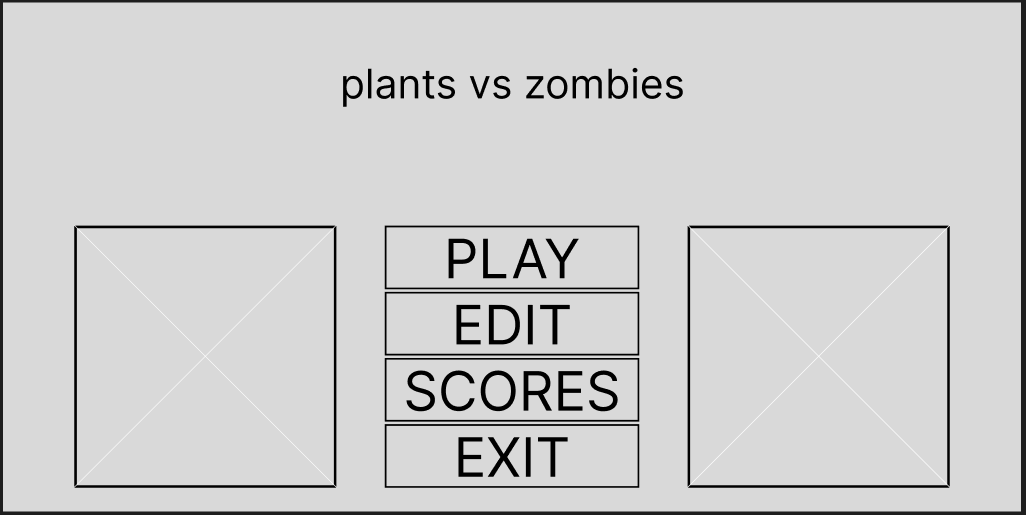 plants vs zombies
PLAY
EDIT
SCORES
EXIT